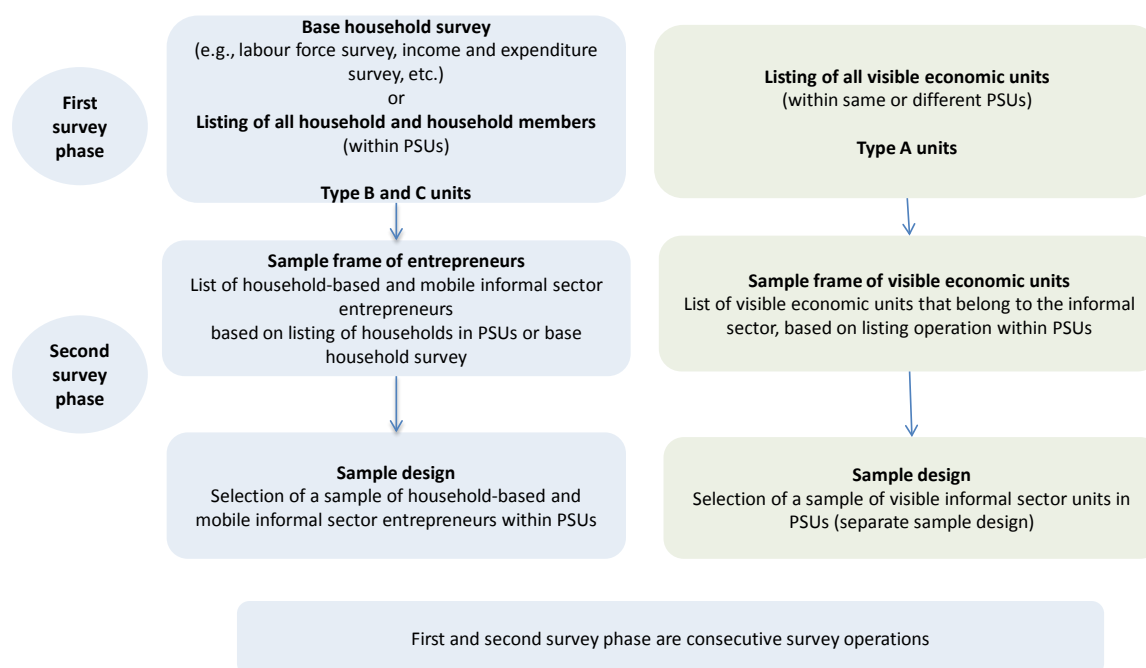 First
survey
phase
Base household survey
(e.g., labour force survey, income and expenditure
survey, etc.)
or
Listing of all household and household members
(within PSUs)
Type B and C units
Listing of all visible economic units
(within same or different PSUs)
Type A units
Second
survey
phase
Sample frame of entrepreneurs
List of household-based and mobile informal sector
entrepreneurs
based on listing of households in PSUs or base
household survey
Sample frame of visible economic units
List of visible economic units that belong to the informal
sector, based on listing operation within PSUs
Sample design
Selection of a sample of household-based and
mobile informal sector entrepreneurs within PSUs
Sample design
Selection of a sample of visible informal sector units in
PSUs (separate sample design)
First and second survey phase are consecutive survey operations